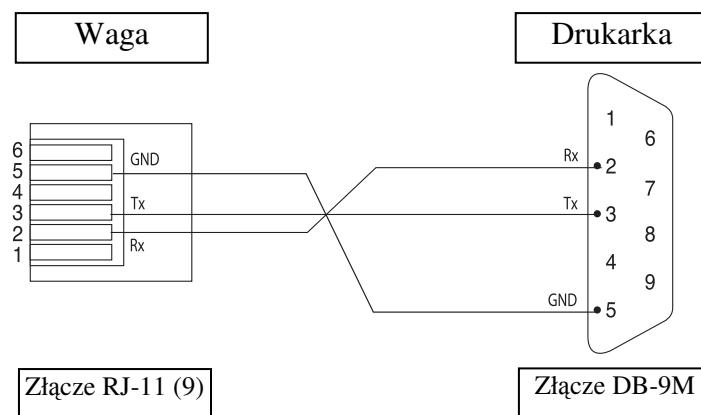 Waga
Drukarka
6
5
4
3
2
1
GND
Tx
Rx
Rx
Tx
GND
1
2
3
4
5
6
7
8
9
Złącze RJ-11 (9)
Złącze DB-9M